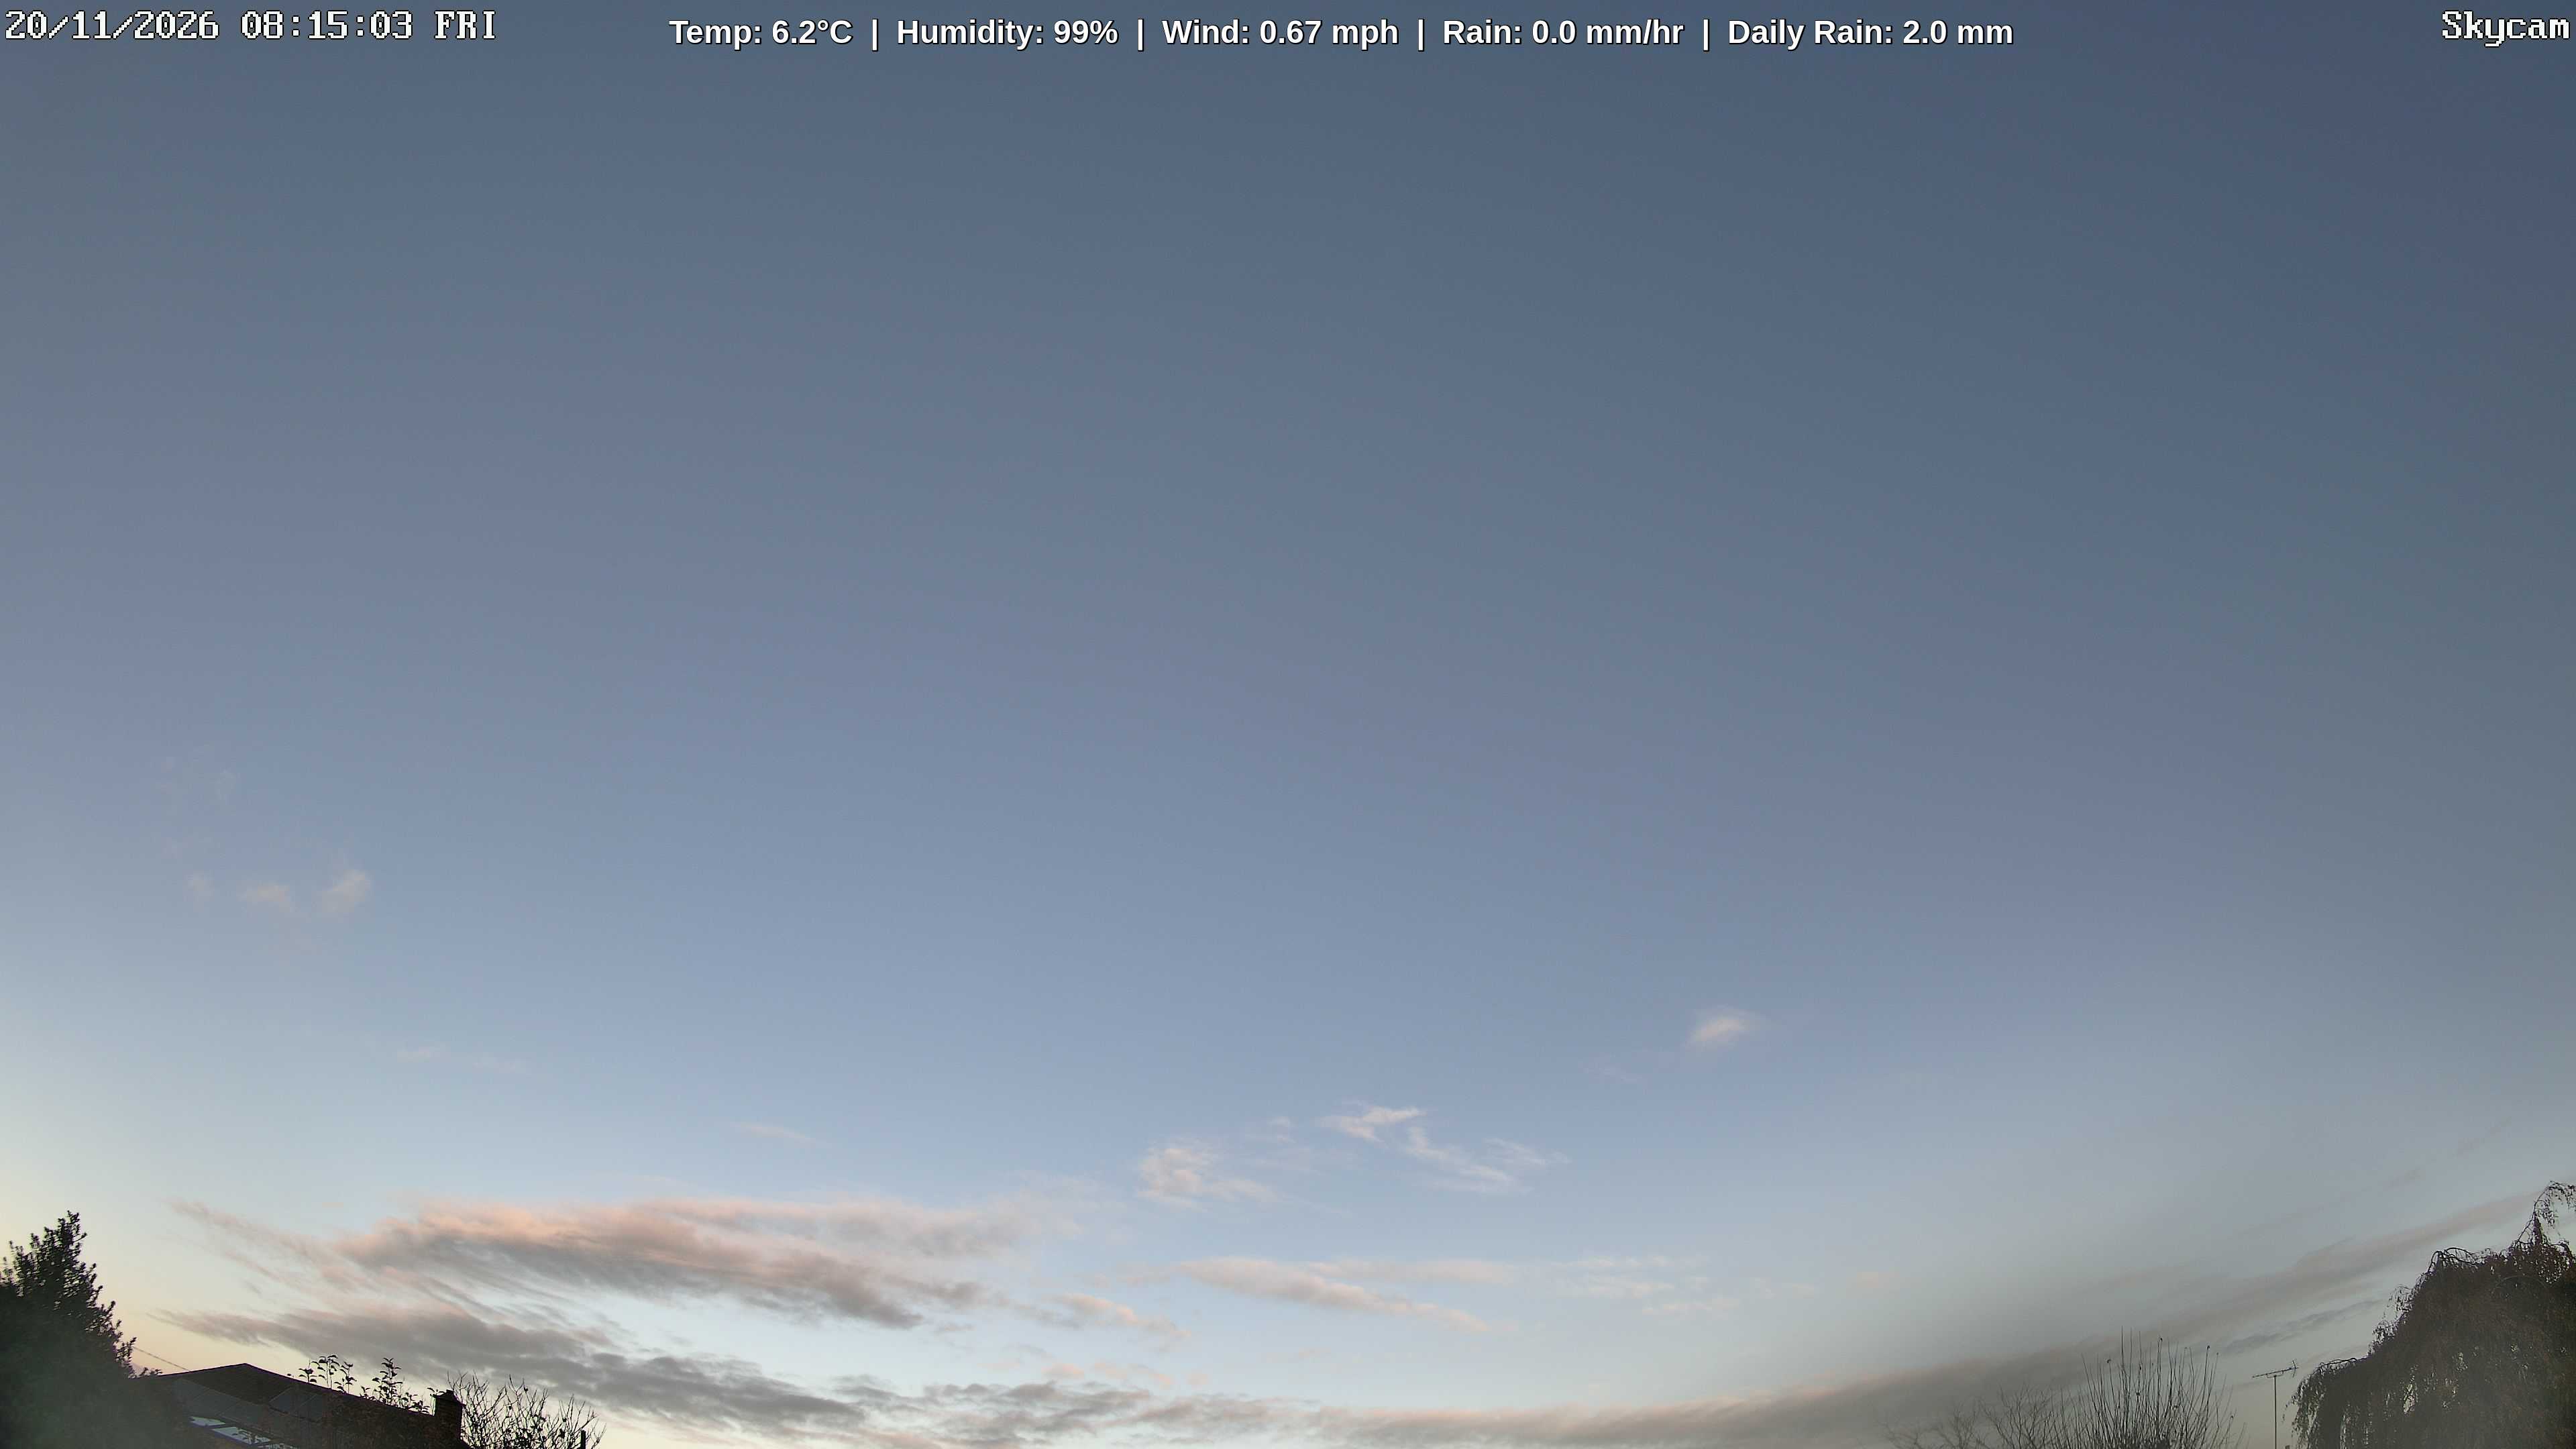 20/11/2026 08:15:03 FRI
Temp: 6.2°C | Humidity: 99% | Wind: 0.67 mph | Rain: 0.0 mm/hr | Daily Rain: 2.0 mm
Skycam